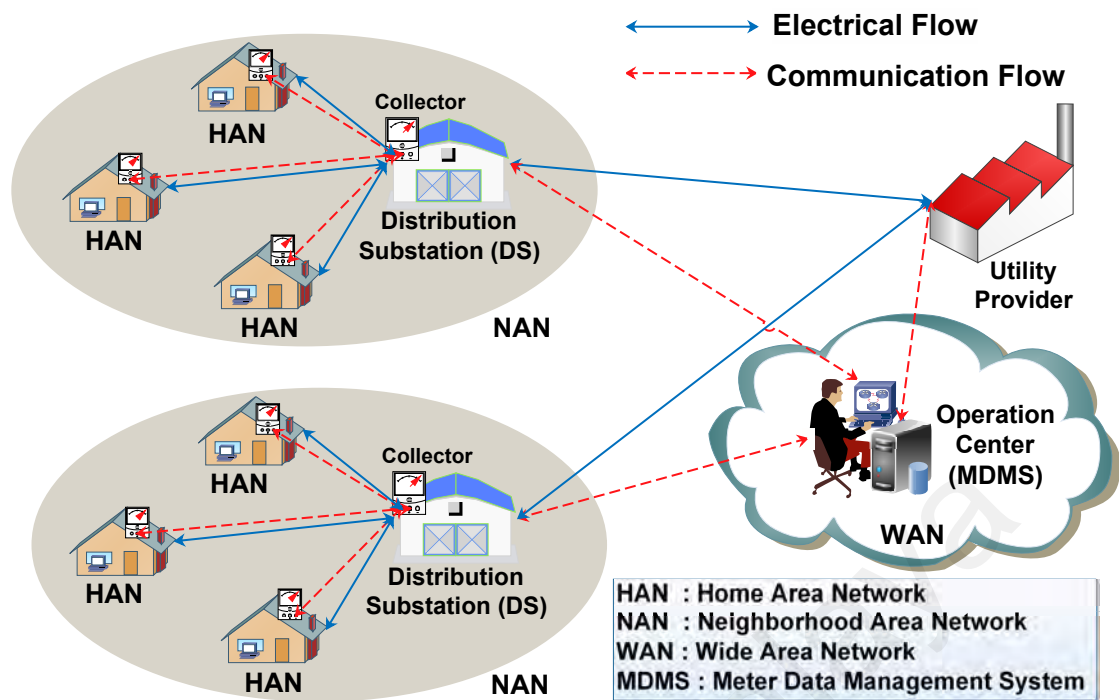 Electrical Flow
Communication Flow
Collector
HAN
HAN
HAN
Distribution
Substation (DS)
NAN
Utility
Provider
Collector
HAN
HAN
HAN
Distribution
Substation (DS)
NAN
Operation
Center
(MDMS)
WAN
HAN : Home Area Network
NAN : Neighborhood Area Network
WAN : Wide Area Network
MDMS : Meter Data Management System